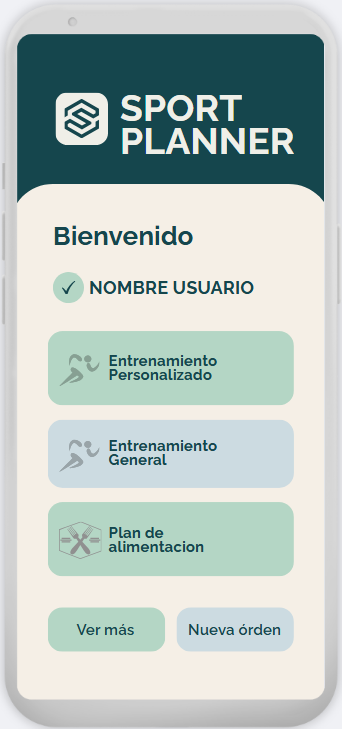 SPORT
PLANNER
Bienvenido
NOMBRE USUARIO
Entrenamiento
Personalizado
Entrenamiento
General
Plan de
alimentacion
Ver más
Nueva órden